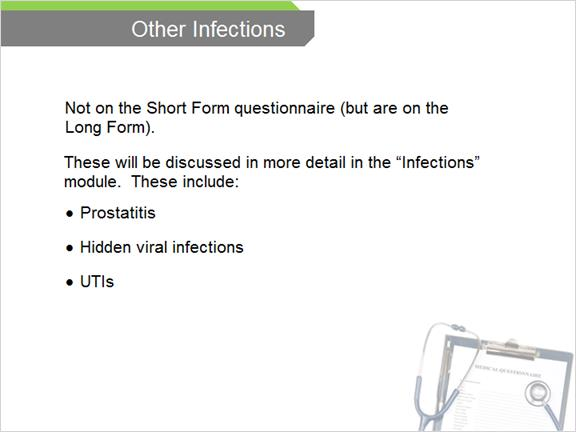 Other Infections
Not on the Short Form questionnaire (but are on the
Long Form).
These will be discussed in more detail in the “Infections”
module.  These include:
● Prostatitis
● Hidden viral infections
● UTIs
MEDICAL QUESTIONNAIRE